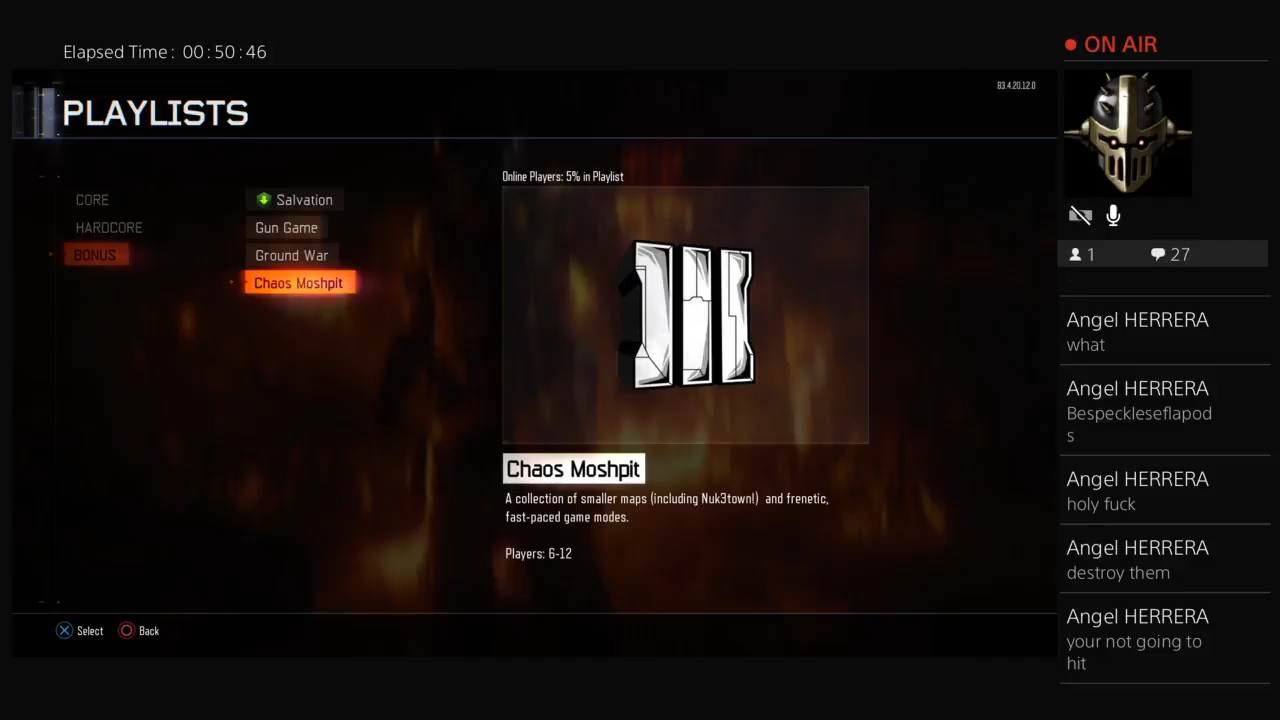 Elapsed Time: 00:50:46
ON AIR
83.4.20.12.0
PLAYLISTS
Online Players: 5% in Playlist
CORE
HARDCORE
BONUS
Salvation
Gun Game
Ground War
Chaos Moshpit
Chaos Moshpit
A collection of smaller maps (including Nuk3town!) and frenetic,
fast-paced game modes.
Players: 6-12
Select
Back
1
27
Angel HERRERA
what
Angel HERRERA
Bespeckleseflapod
s
Angel HERRERA
holy fuck
Angel HERRERA
destroy them
Angel HERRERA
your not going to
hit